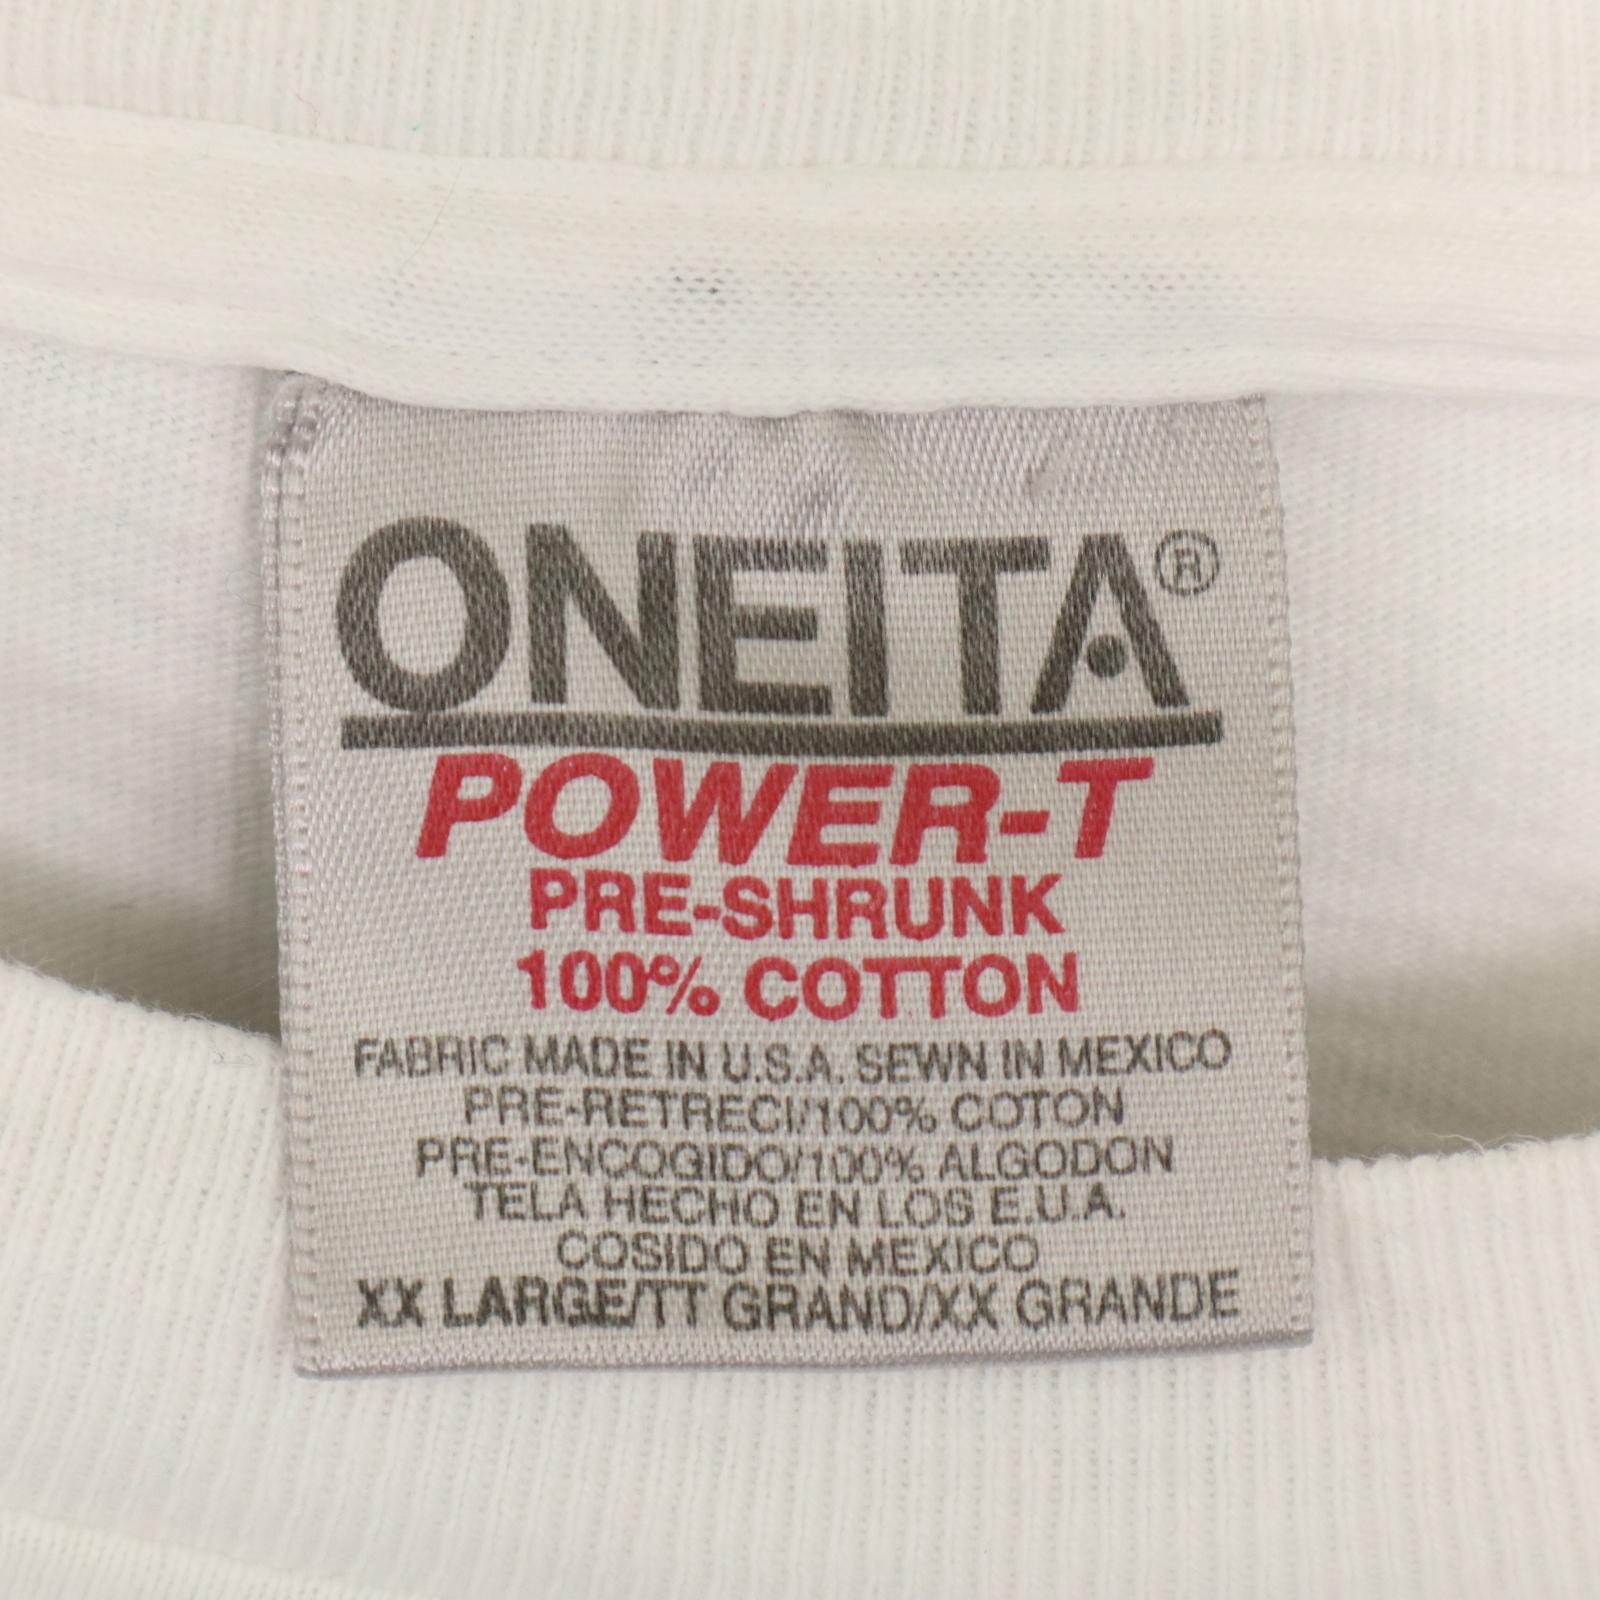 ONEITA®
POWER-T
PRE-SHRUNK
100% COTTON
FABRIC MADE IN U.S.A. SEWN IN MEXICO
PRE-RETRECI/100% COTON
PRE-ENCOGIDO/100% ALGODON
TELA HECHO EN LOS E.U.A.
COSIDO EN MEXICO
XX LARGE/TT GRAND/XX GRANDE